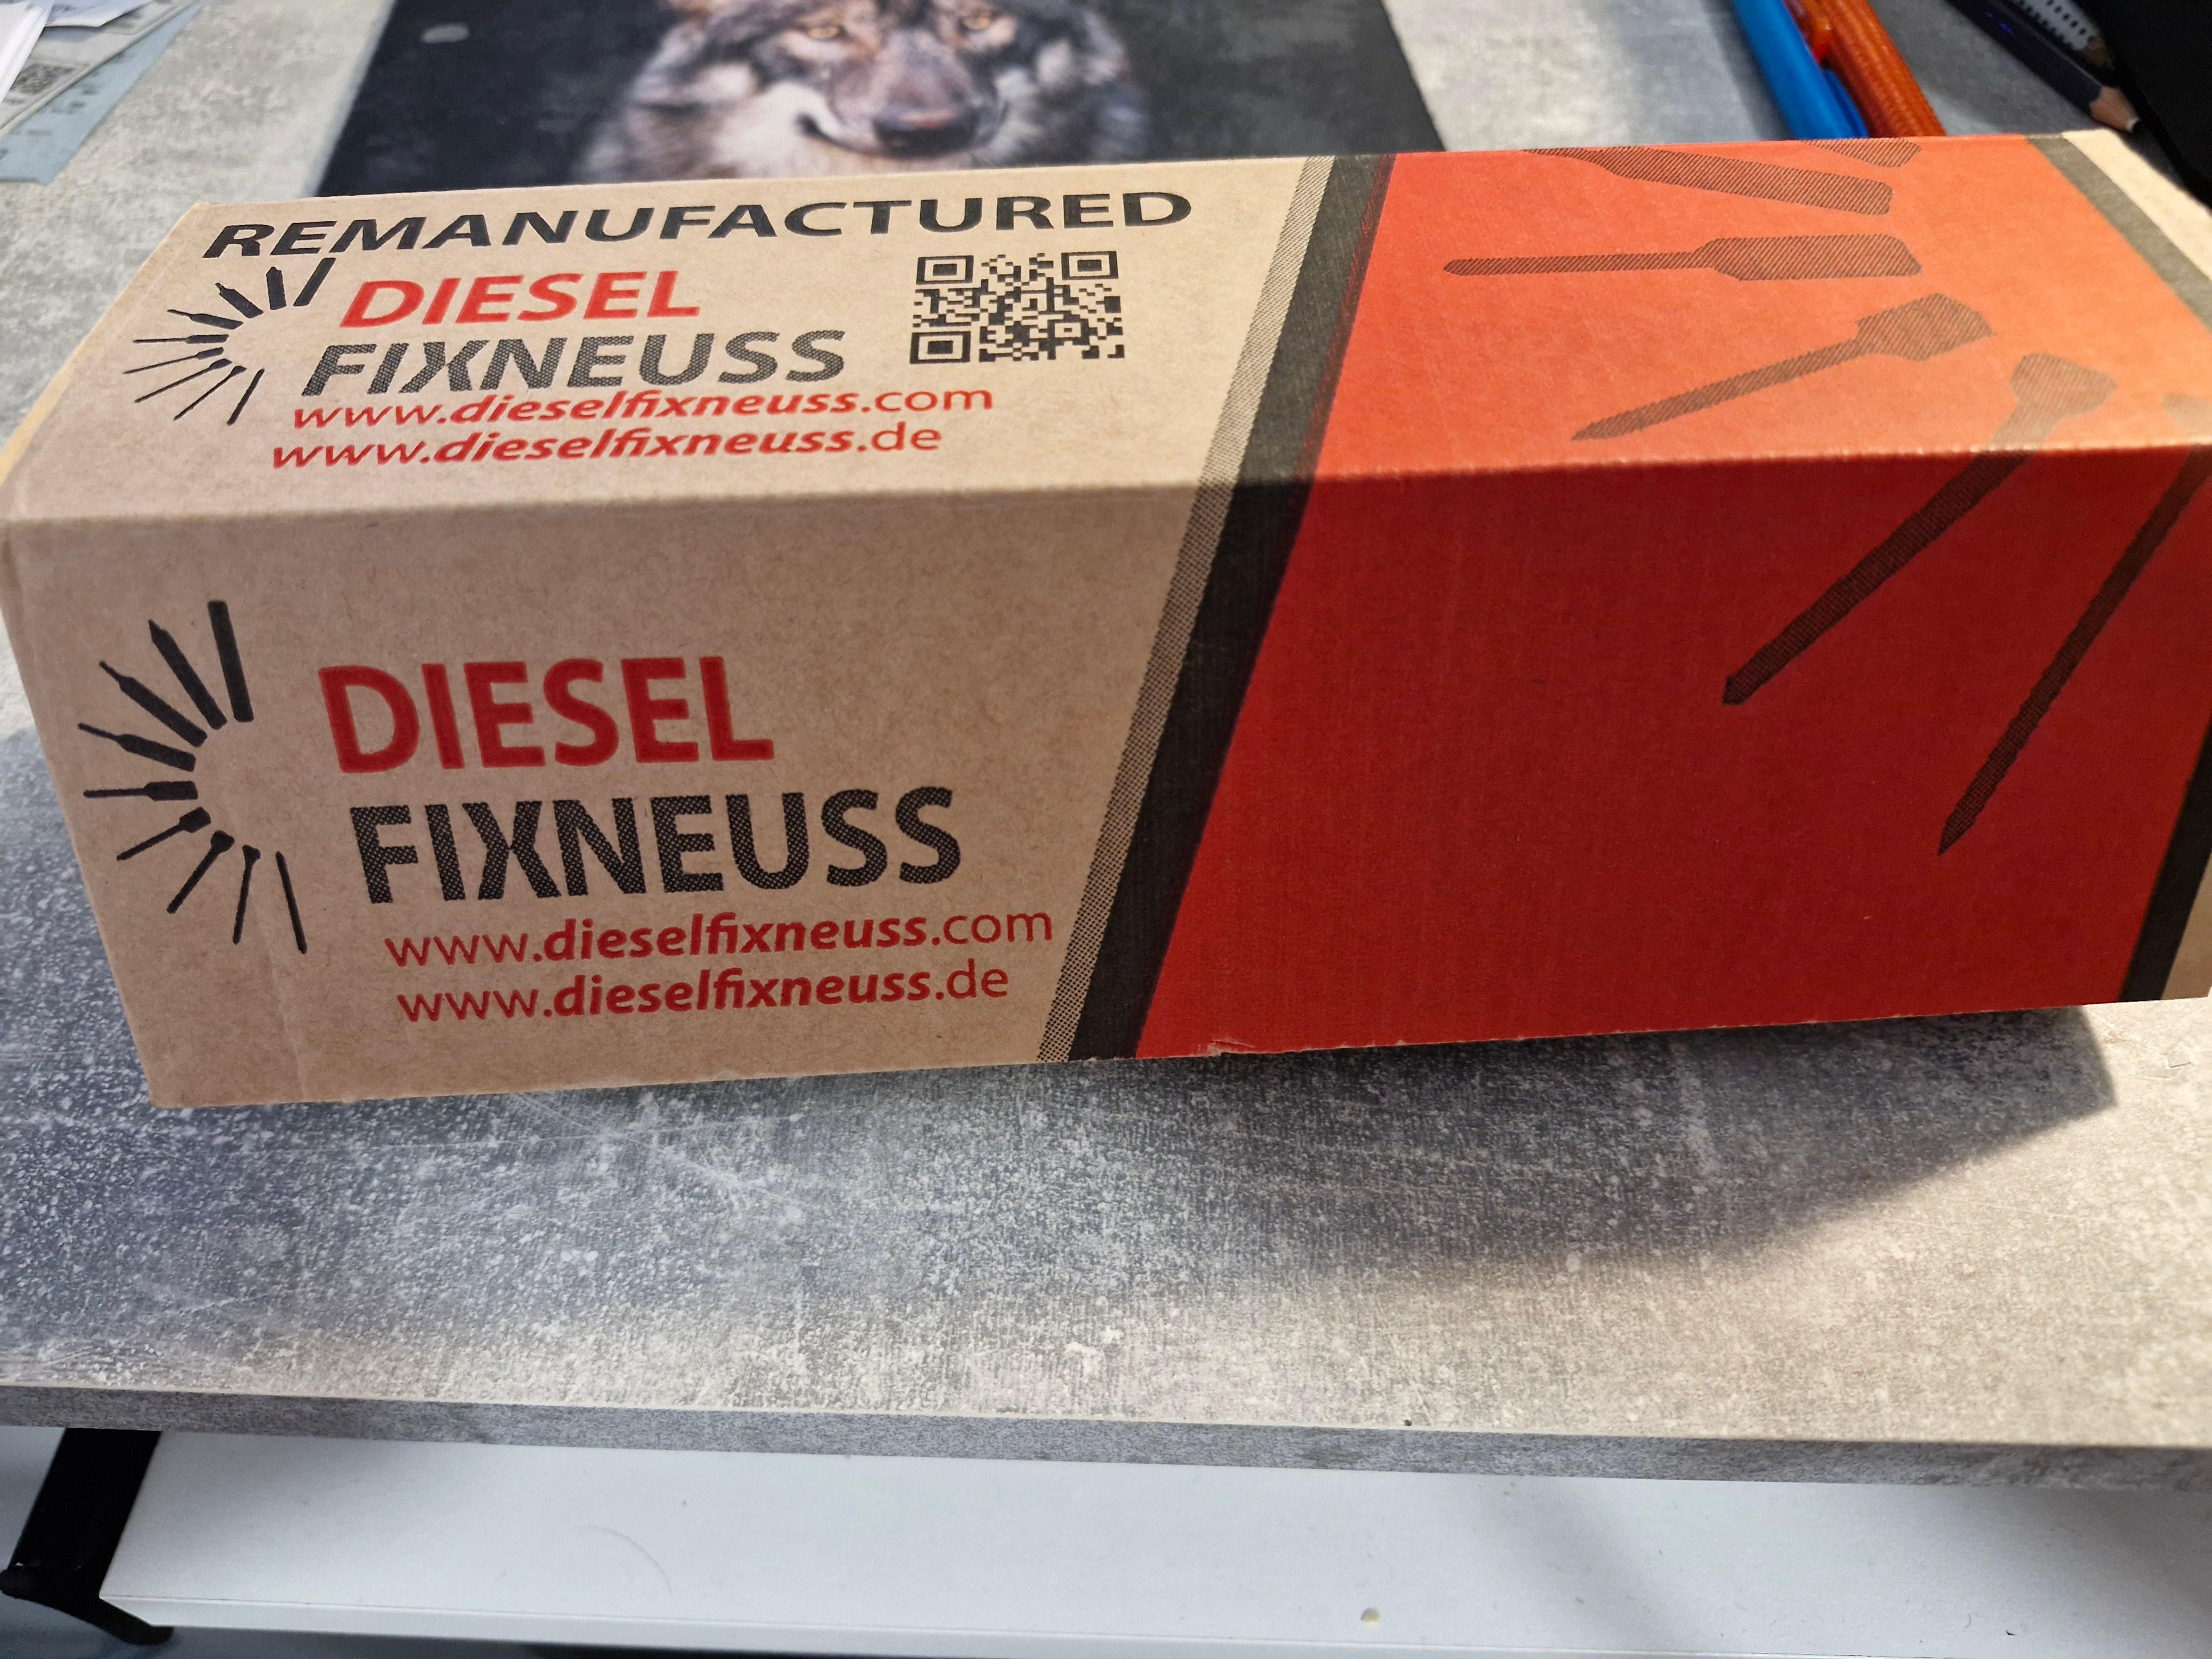 REMANUFACTURED
DIESEL
FIXNEUSS
www.dieselfixneuss.com
www.dieselfixneuss.de
DIESEL
FIXNEUSS
www.dieselfixneuss.com
www.dieselfixneuss.de